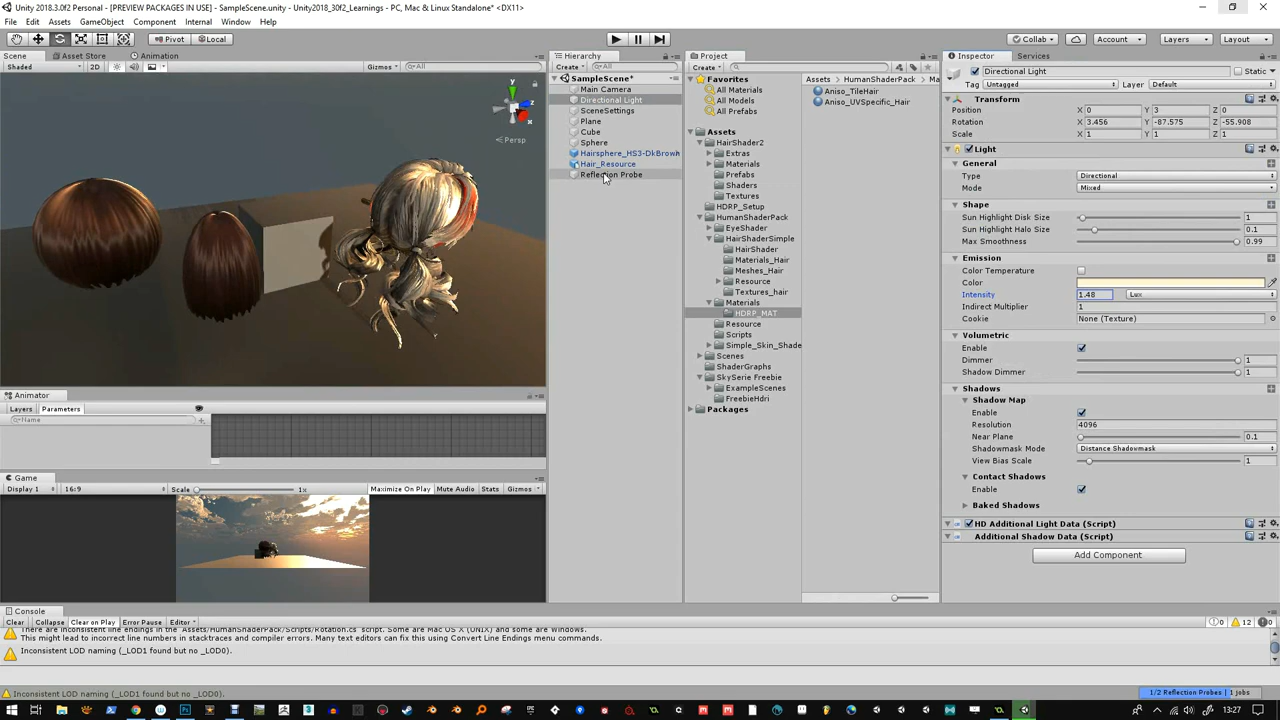 Unity 2018.3.0f2 Personal - [PREVIEW PACKAGES IN USE] - SampleScene.unity - Unity2018_30f2_Learnings - PC, Mac & Linux Standalone* <DX11>
File Edit Assets GameObject Component Internal Window Help
Pivot Local Collab Account Layers Layout
Scene Asset Store Animation
Shaded 2D Gizmos All
y x Persp
Animator
Layers Parameters
Name
Game
Display 1 16:9 Scale 1x Maximize On Play Mute Audio Stats Gizmos
Hierarchy
Create All
SampleScene*
Main Camera
Directional Light
SceneSettings
Plane
Cube
Sphere
Hairsphere_HS3-DkBrown
Hair_Resource
Reflection Probe
Project
Create
Favorites
All Materials
All Models
All Prefabs
Assets
HairShader2
Extras
Materials
Prefabs
Shaders
Textures
HDRP_Setup
HumanShaderPack
EyeShader
HairShaderSimple
HairShader
Materials_Hair
Meshes_Hair
Resource
Textures_hair
Materials
HDRP_MAT
Resource
Scripts
Simple_Skin_Shade
Scenes
ShaderGraphs
SkySerie Freebie
ExampleScenes
FreebieHdri
Packages
Assets HumanShaderPack Ma
Aniso_TileHair
Aniso_UVSpecific_Hair
Inspector Services
Directional Light Static
Tag Untagged Layer Default
Transform
Position X 0 Y 3 Z 0
Rotation X 3.456 Y -87.575 Z -55.908
Scale X 1 Y 1 Z 1
Light
General
Type Directional
Mode Mixed
Shape
Sun Highlight Disk Size 1
Sun Highlight Halo Size 0.1
Max Smoothness 0.99
Emission
Color Temperature
Color
Intensity 1.48 Lux
Indirect Multiplier 1
Cookie None (Texture)
Volumetric
Enable
Dimmer 1
Shadow Dimmer 1
Shadows
Shadow Map
Enable
Resolution 4096
Near Plane 0.1
Shadowmask Mode Distance Shadowmask
View Bias Scale 1
Contact Shadows
Enable
Baked Shadows
HD Additional Light Data (Script)
Additional Shadow Data (Script)
Add Component
Console
Clear Collapse Clear on Play Error Pause Editor 0 12 0
There are inconsistent line endings in the 'Assets/HumanShaderPack/Scripts/Rotation.cs' script. Some are Mac OS X (UNIX) and some are Windows.
This might lead to incorrect line numbers in stacktraces and compiler errors. Many text editors can fix this using Convert Line Endings menu commands.
Inconsistent LOD naming (_LOD1 found but no _LOD0).
Inconsistent LOD naming (_LOD1 found but no _LOD0).
1/2 Reflection Probes | 1 jobs
13:27